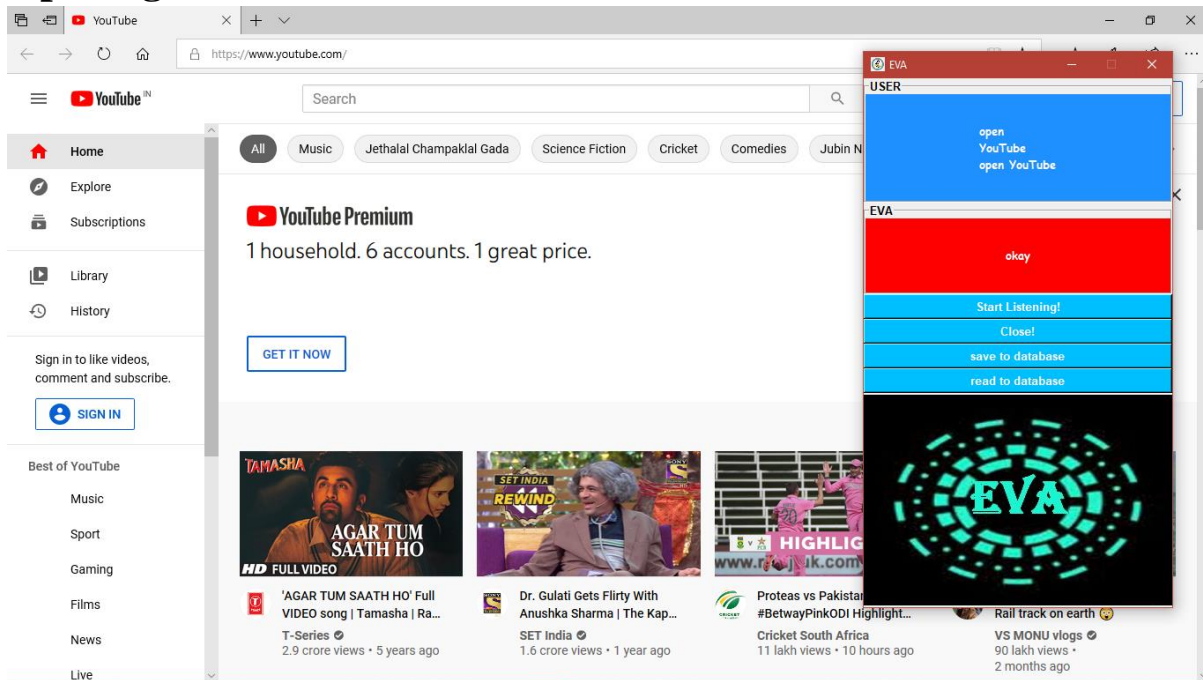 YouTube
https://www.youtube.com/
YouTube IN
Search
Home
Explore
Subscriptions
Library
History
Sign in to like videos,
comment and subscribe.
SIGN IN
Best of YouTube
Music
Sport
Gaming
Films
News
Live
All
Music
Jethalal Champaklal Gada
Science Fiction
Cricket
Comedies
Jubin N
YouTube Premium
1 household. 6 accounts. 1 great price.
GET IT NOW
TAMASHA
AGAR TUM
SAATH HO
HD FULL VIDEO
'AGAR TUM SAATH HO' Full
VIDEO song | Tamasha | Ra...
T-Series
2.9 crore views • 5 years ago
SONY
SET
SET INDIA
REWIND
Dr. Gulati Gets Flirty With
Anushka Sharma | The Kap...
SET India
1.6 crore views • 1 year ago
HIGHLIG
Proteas vs Pakistan
#BetwayPinkODI Highlight...
Cricket South Africa
11 lakh views • 10 hours ago
Rail track on earth
VS MONU vlogs
90 lakh views •
2 months ago
EVA
USER
open
YouTube
open YouTube
EVA
okay
Start Listening!
Close!
save to database
read to database
EVA